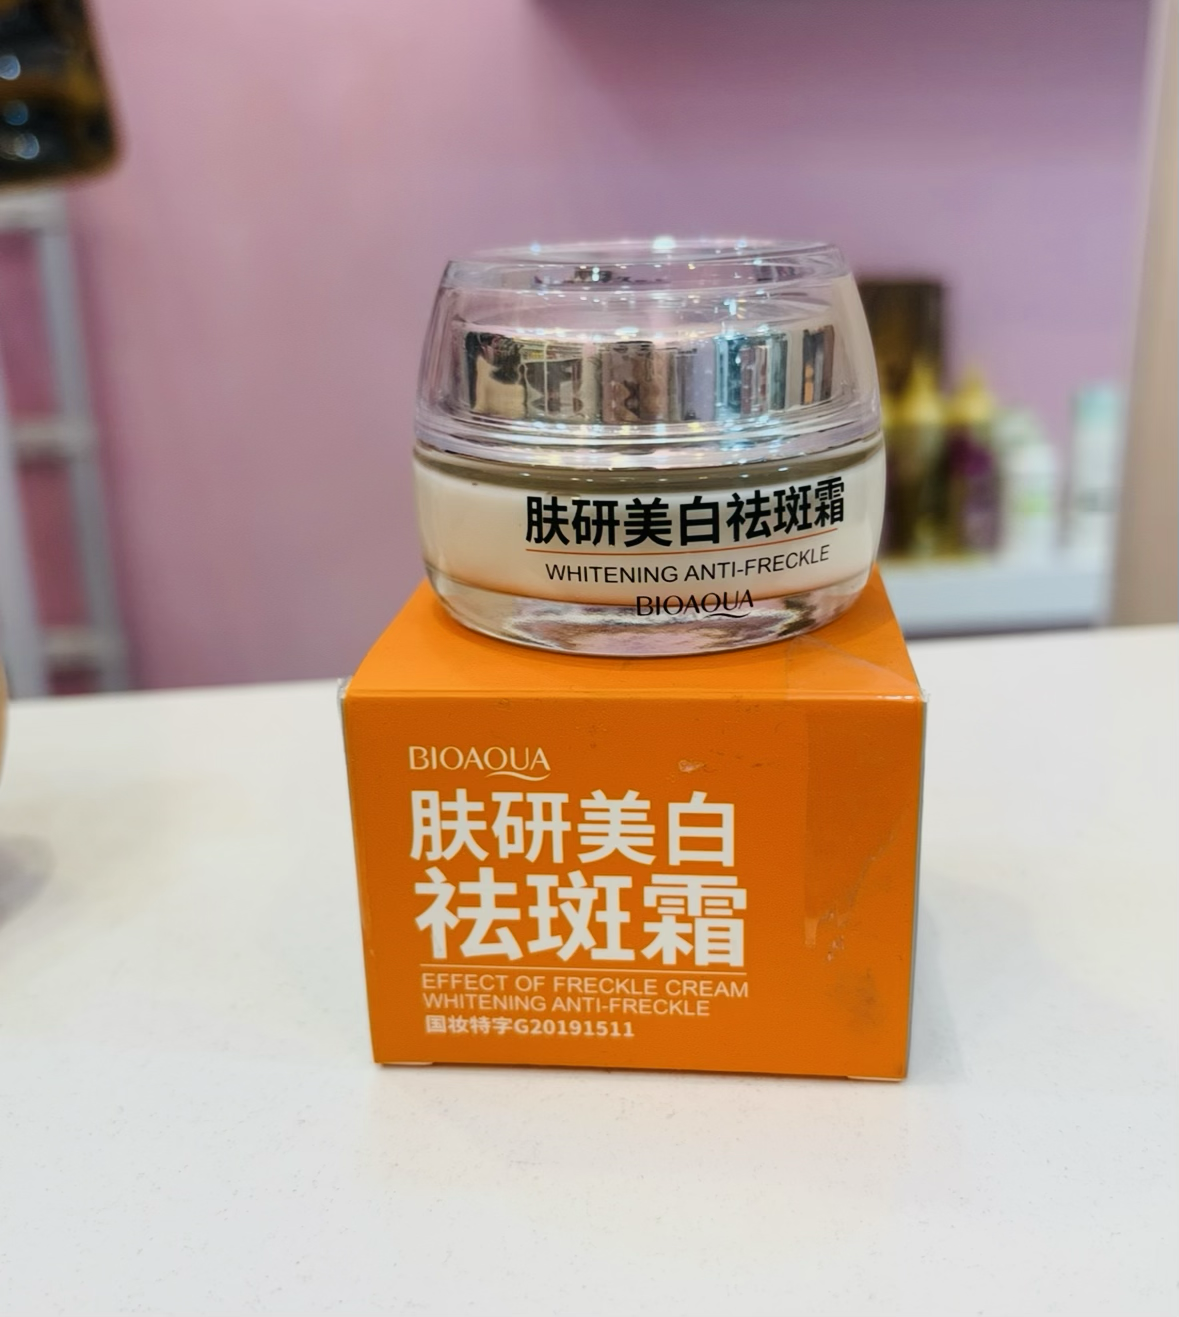 肤研美白祛斑霜
WHITENING ANTI-FRECKLE
BIOAQUA
BIOAQUA
肤研美白
祛斑霜
EFFECT OF FRECKLE CREAM
WHITENING ANTI-FRECKLE
国妆特字G20191511